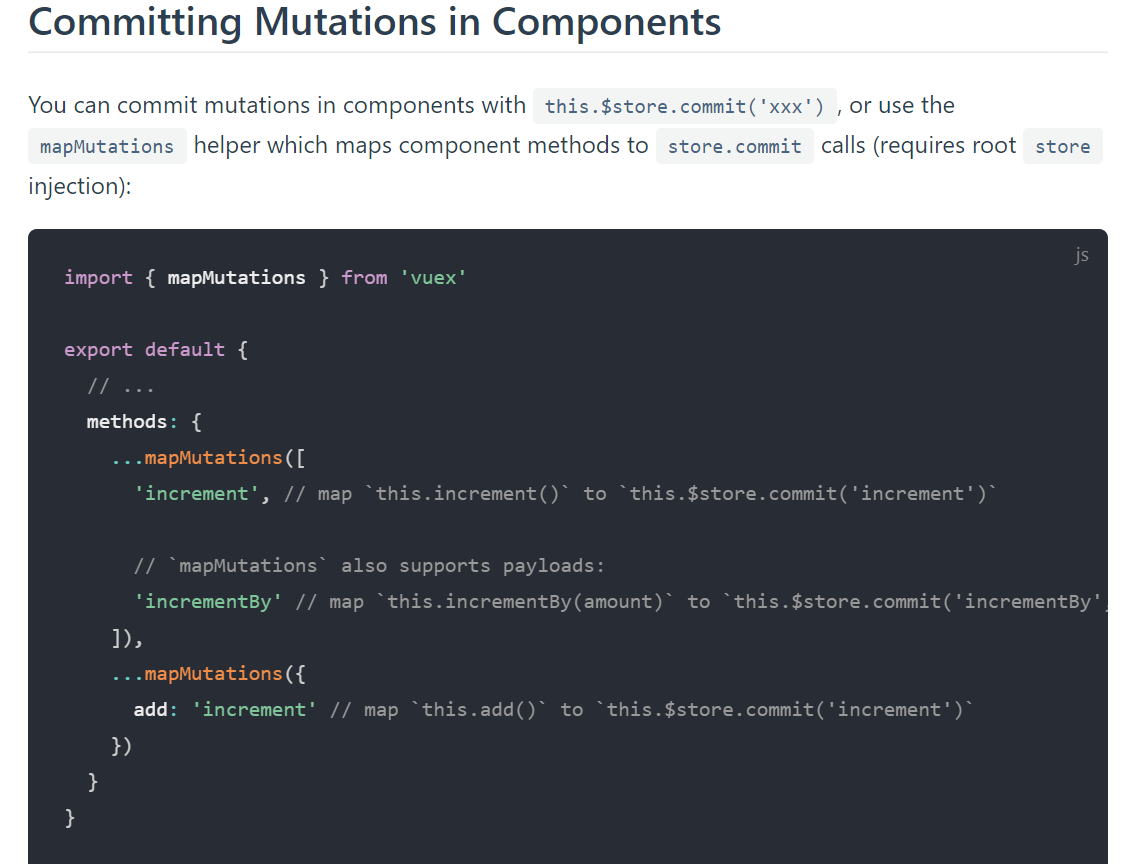 Committing Mutations in Components
You can commit mutations in components with this.$store.commit('xxx') , or use the
mapMutations helper which maps component methods to store.commit calls (requires root store
injection):
js
import { mapMutations } from 'vuex'
export default {
// ...
methods: {
...mapMutations([
'increment', // map `this.increment()` to `this.$store.commit('increment')`
// `mapMutations` also supports payloads:
'incrementBy' // map `this.incrementBy(amount)` to `this.$store.commit('incrementBy',
]),
...mapMutations({
add: 'increment' // map `this.add()` to `this.$store.commit('increment')`
})
}
}